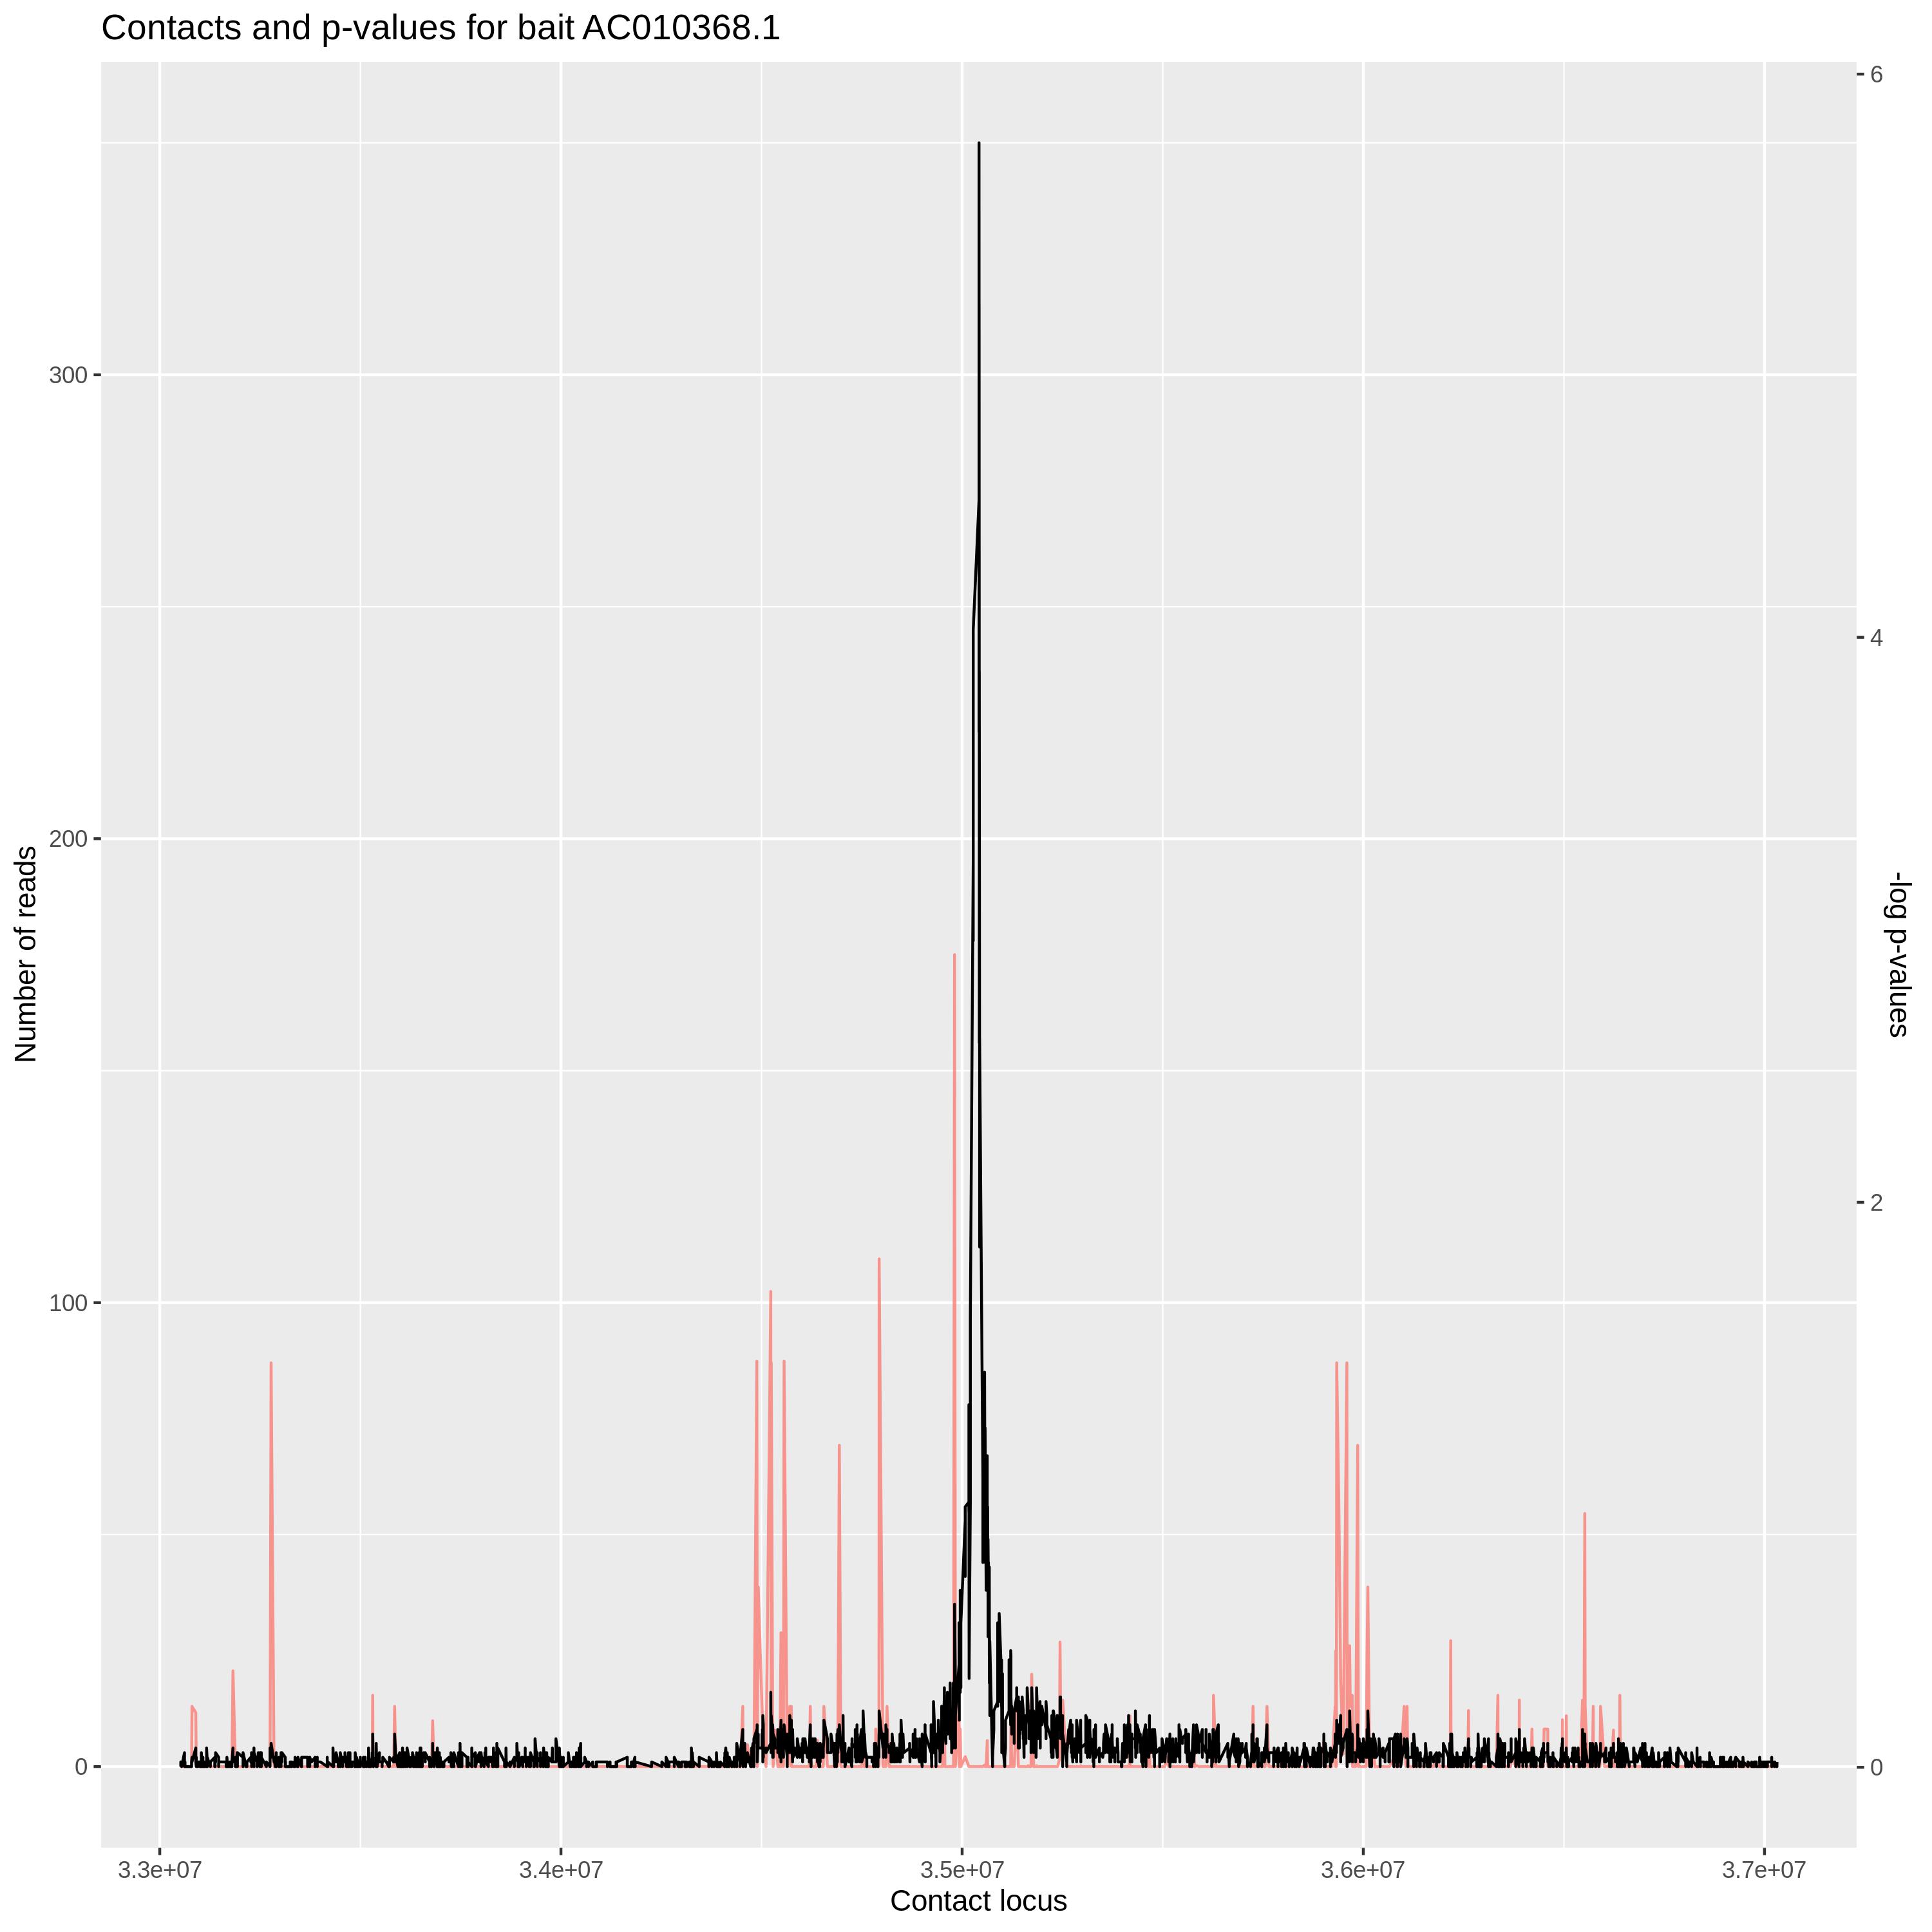 Contacts and p-values for bait AC010368.1
6
300
4
200
Number of reads
-log p-values
2
100
0
0
3.3e+07 3.4e+07 3.5e+07 3.6e+07 3.7e+07
Contact locus